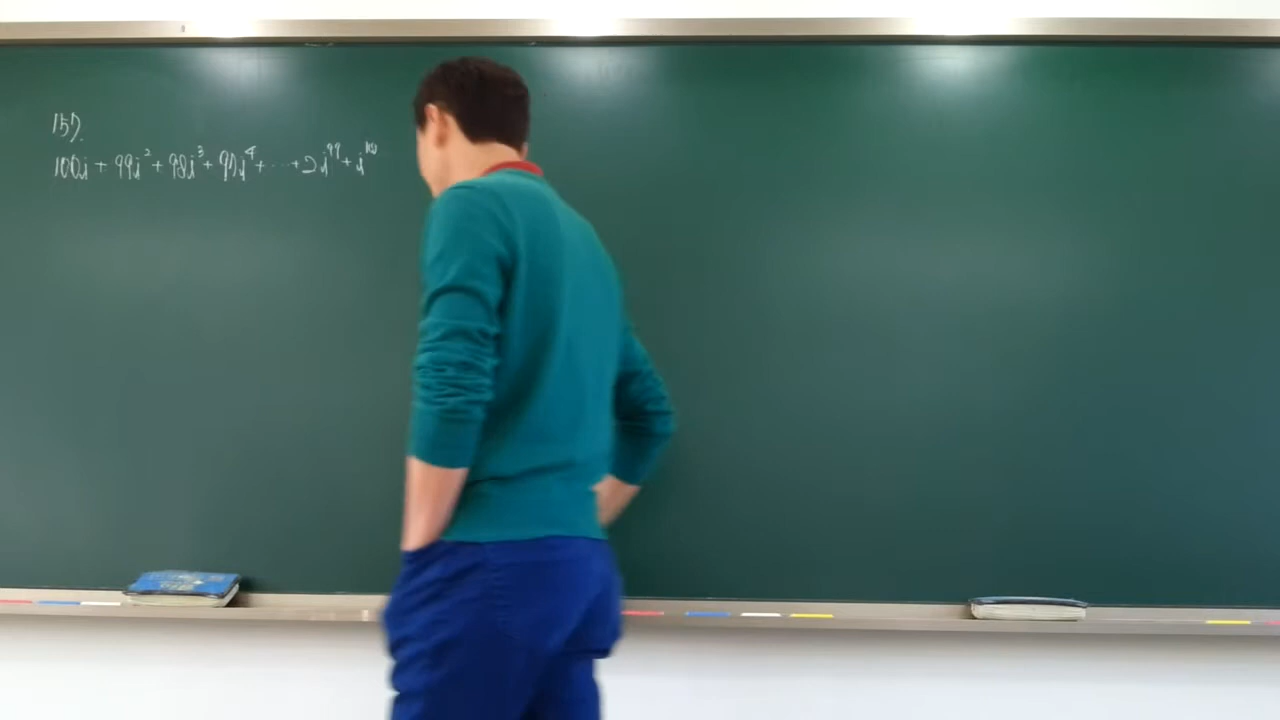 157.
100i + 99i² + 98i³ + 97i⁴ + ⋯ + 2i⁹⁹ + i¹⁰⁰